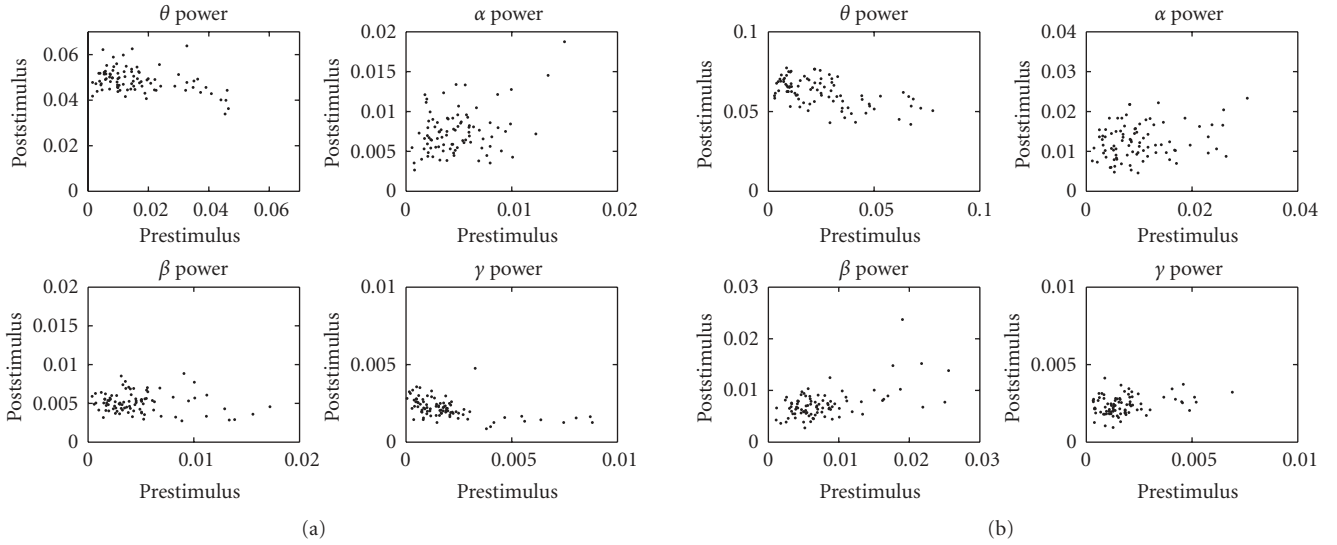 θ power
0.06
0.04
0.02
0
0 0.02 0.04 0.06
Poststimulus
Prestimulus
α power
0.02
0.015
0.01
0.005
0
0 0.01 0.02
Poststimulus
Prestimulus
β power
0.02
0.015
0.01
0.005
0
0 0.01 0.02
Poststimulus
Prestimulus
γ power
0.01
0.005
0
0 0.005 0.01
Poststimulus
Prestimulus
(a)
θ power
0.1
0.05
0
0 0.05 0.1
Poststimulus
Prestimulus
α power
0.04
0.03
0.02
0.01
0
0 0.02 0.04
Poststimulus
Prestimulus
β power
0.03
0.02
0.01
0
0 0.01 0.02 0.03
Poststimulus
Prestimulus
γ power
0.01
0.005
0
0 0.005 0.01
Poststimulus
Prestimulus
(b)